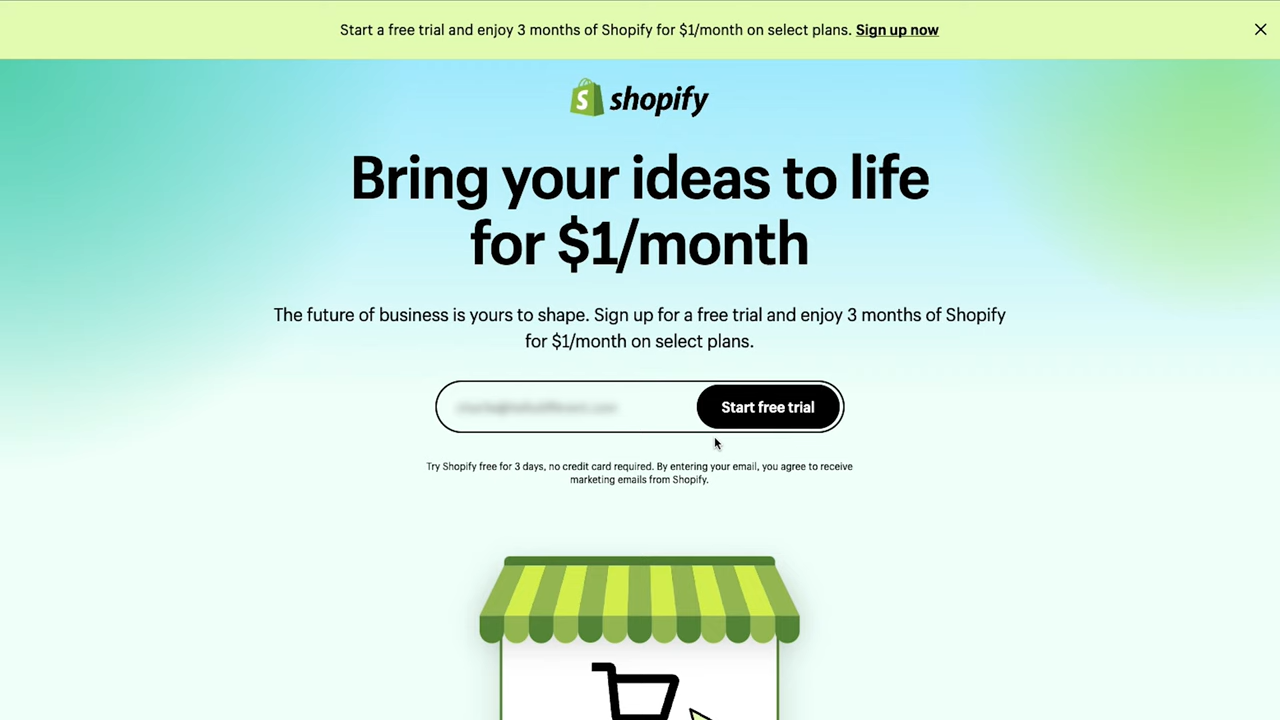 Start a free trial and enjoy 3 months of Shopify for $1/month on select plans. Sign up now
shopify
Bring your ideas to life
for $1/month
The future of business is yours to shape. Sign up for a free trial and enjoy 3 months of Shopify
for $1/month on select plans.
Start free trial
Try Shopify free for 3 days, no credit card required. By entering your email, you agree to receive
marketing emails from Shopify.